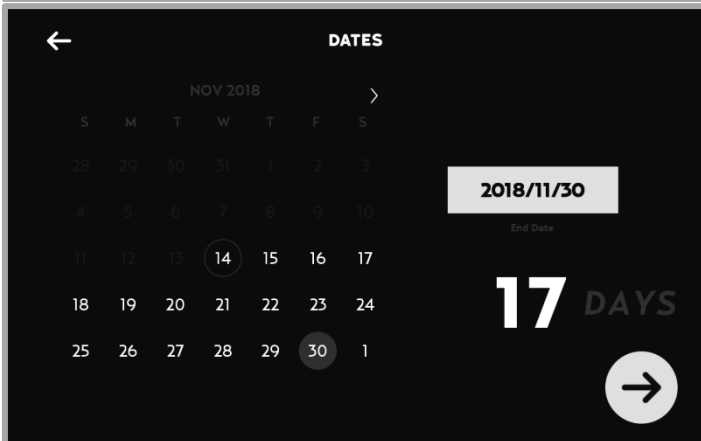 DATES
NOV 2018
S M T W T F S
28 29 30 31 1 2 3
4 5 6 7 8 9 10
11 12 13 14 15 16 17
18 19 20 21 22 23 24
25 26 27 28 29 30 1
2018/11/30
End Date
17 DAYS